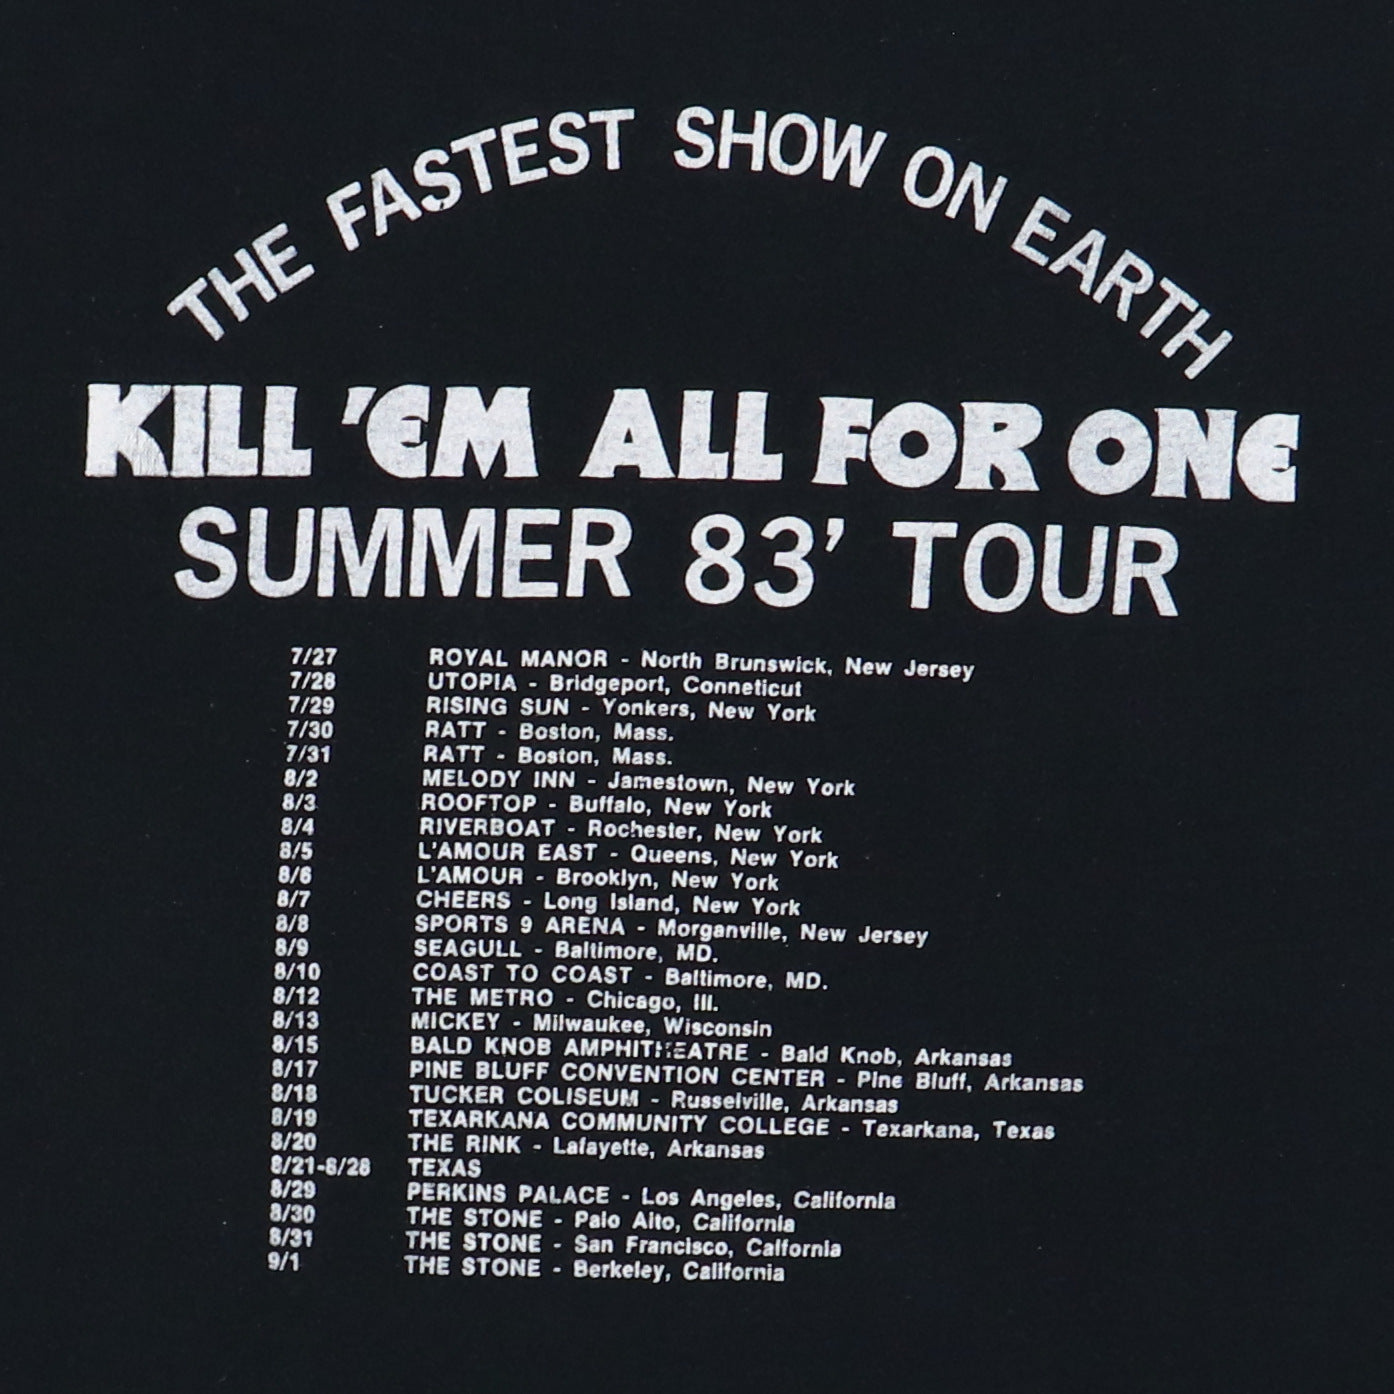 THE FASTEST SHOW ON EARTH
KILL 'EM ALL FOR ONE
SUMMER 83' TOUR
7/27 ROYAL MANOR - North Brunswick, New Jersey
7/28 UTOPIA - Bridgeport, Conneticut
7/29 RISING SUN - Yonkers, New York
7/30 RATT - Boston, Mass.
7/31 RATT - Boston, Mass.
8/2 MELODY INN - Jamestown, New York
8/3 ROOFTOP - Buffalo, New York
8/4 RIVERBOAT - Rochester, New York
8/5 L'AMOUR EAST - Queens, New York
8/6 L'AMOUR - Brooklyn, New York
8/7 CHEERS - Long Island, New York
8/8 SPORTS 9 ARENA - Morganville, New Jersey
8/9 SEAGULL - Baltimore, MD.
8/10 COAST TO COAST - Baltimore, MD.
8/12 THE METRO - Chicago, Ill.
8/13 MICKEY - Milwaukee, Wisconsin
8/15 BALD KNOB AMPHITHEATRE - Bald Knob, Arkansas
8/17 PINE BLUFF CONVENTION CENTER - Pine Bluff, Arkansas
8/18 TUCKER COLISEUM - Russelville, Arkansas
8/19 TEXARKANA COMMUNITY COLLEGE - Texarkana, Texas
8/20 THE RINK - Lafayette, Arkansas
8/21-8/28 TEXAS
8/29 PERKINS PALACE - Los Angeles, California
8/30 THE STONE - Palo Alto, California
8/31 THE STONE - San Francisco, Calfornia
9/1 THE STONE - Berkeley, California